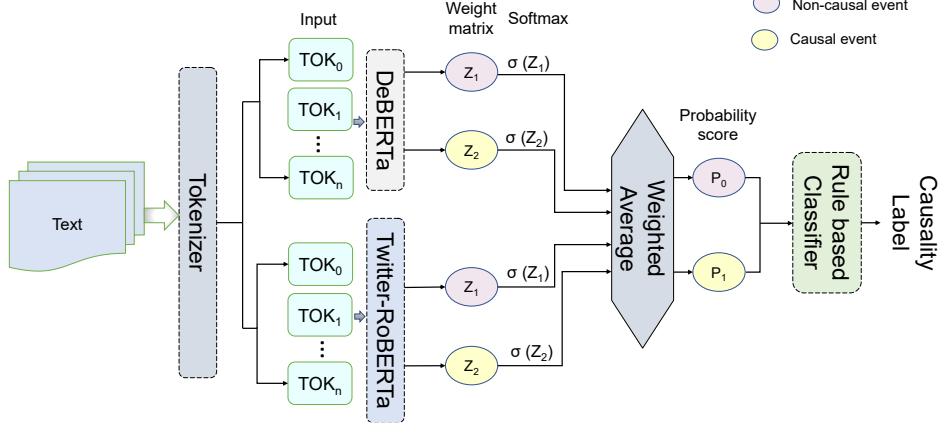 Non-causal event
Causal event
Input
Weight
matrix
Softmax
Text
Tokenizer
TOK₀
TOK₁
....
TOKₙ
DeBERTa
Z₁
σ (Z₁)
Z₂
σ (Z₂)
TOK₀
TOK₁
....
TOKₙ
Twitter-RoBERTa
Z₁
σ (Z₁)
Z₂
σ (Z₂)
Weighted
Average
Probability
score
P₀
P₁
Rule based
Classifier
Causality
Label